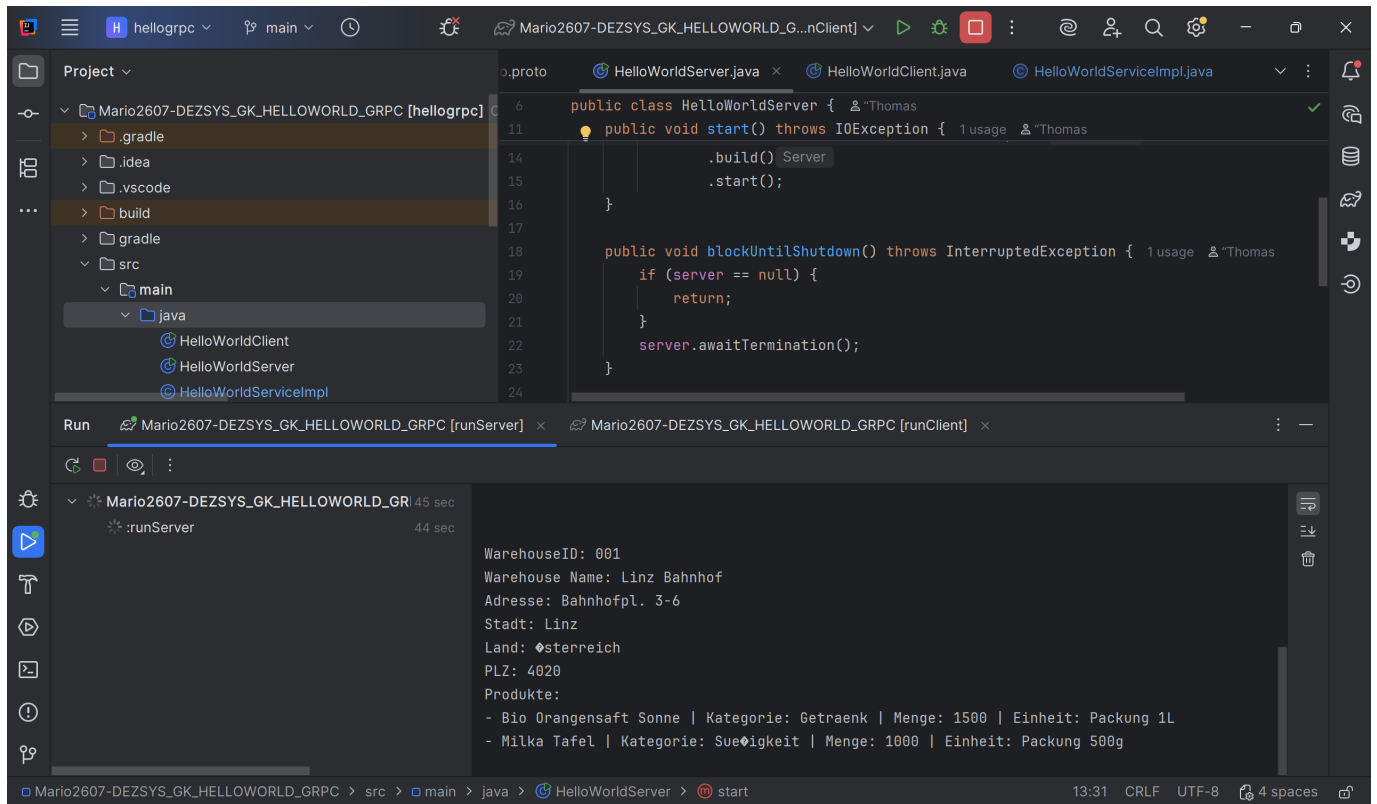 H hellogrpc main Mario2607-DEZSYS_GK_HELLOWORLD_G...nClient]
Project
Mario2607-DEZSYS_GK_HELLOWORLD_GRPC [hellogrpc]
.gradle
.idea
.vscode
build
gradle
src
main
java
HelloWorldClient
HelloWorldServer
HelloWorldServiceImpl
o.proto HelloWorldServer.java HelloWorldClient.java HelloWorldServiceImpl.java
6 public class HelloWorldServer { "Thomas
11 public void start() throws IOException { 1 usage "Thomas
14 .build() Server
15 .start();
16 }
17
18 public void blockUntilShutdown() throws InterruptedException { 1 usage "Thomas
19 if (server == null) {
20 return;
21 }
22 server.awaitTermination();
23 }
24
Run Mario2607-DEZSYS_GK_HELLOWORLD_GRPC [runServer] Mario2607-DEZSYS_GK_HELLOWORLD_GRPC [runClient]
Mario2607-DEZSYS_GK_HELLOWORLD_GR 45 sec
:runServer 44 sec
WarehouseID: 001
Warehouse Name: Linz Bahnhof
Adresse: Bahnhofpl. 3-6
Stadt: Linz
Land: �sterreich
PLZ: 4020
Produkte:
- Bio Orangensaft Sonne | Kategorie: Getraenk | Menge: 1500 | Einheit: Packung 1L
- Milka Tafel | Kategorie: Sue�igkeit | Menge: 1000 | Einheit: Packung 500g
Mario2607-DEZSYS_GK_HELLOWORLD_GRPC > src > main > java > HelloWorldServer > m start 13:31 CRLF UTF-8 4 spaces